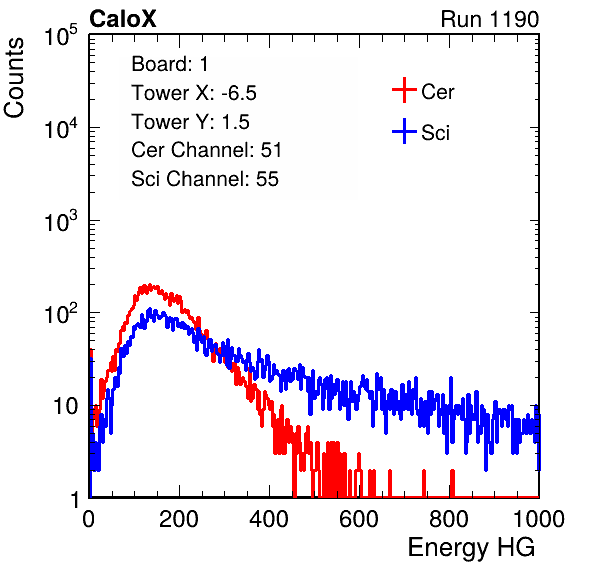 CaloX Run 1190
Counts
10^5
10^4
10^3
10^2
10
1
Board: 1
Tower X: -6.5
Tower Y: 1.5
Cer Channel: 51
Sci Channel: 55
Cer
Sci
0 200 400 600 800 1000
Energy HG